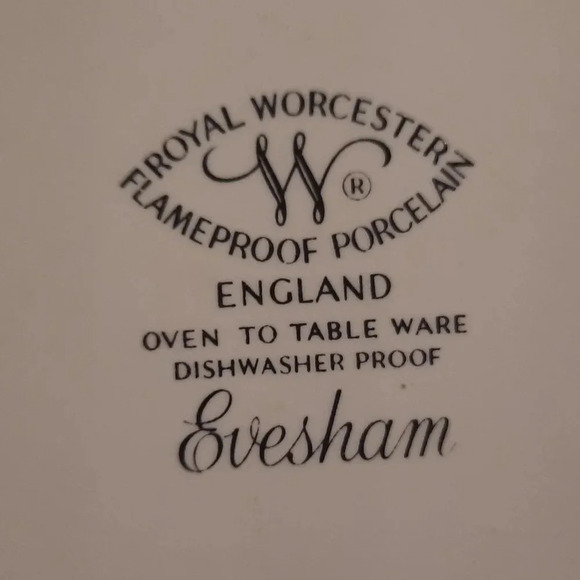 ROYAL WORCESTER
W ®
FLAMEPROOF PORCELAIN
ENGLAND
OVEN TO TABLE WARE
DISHWASHER PROOF
Evesham